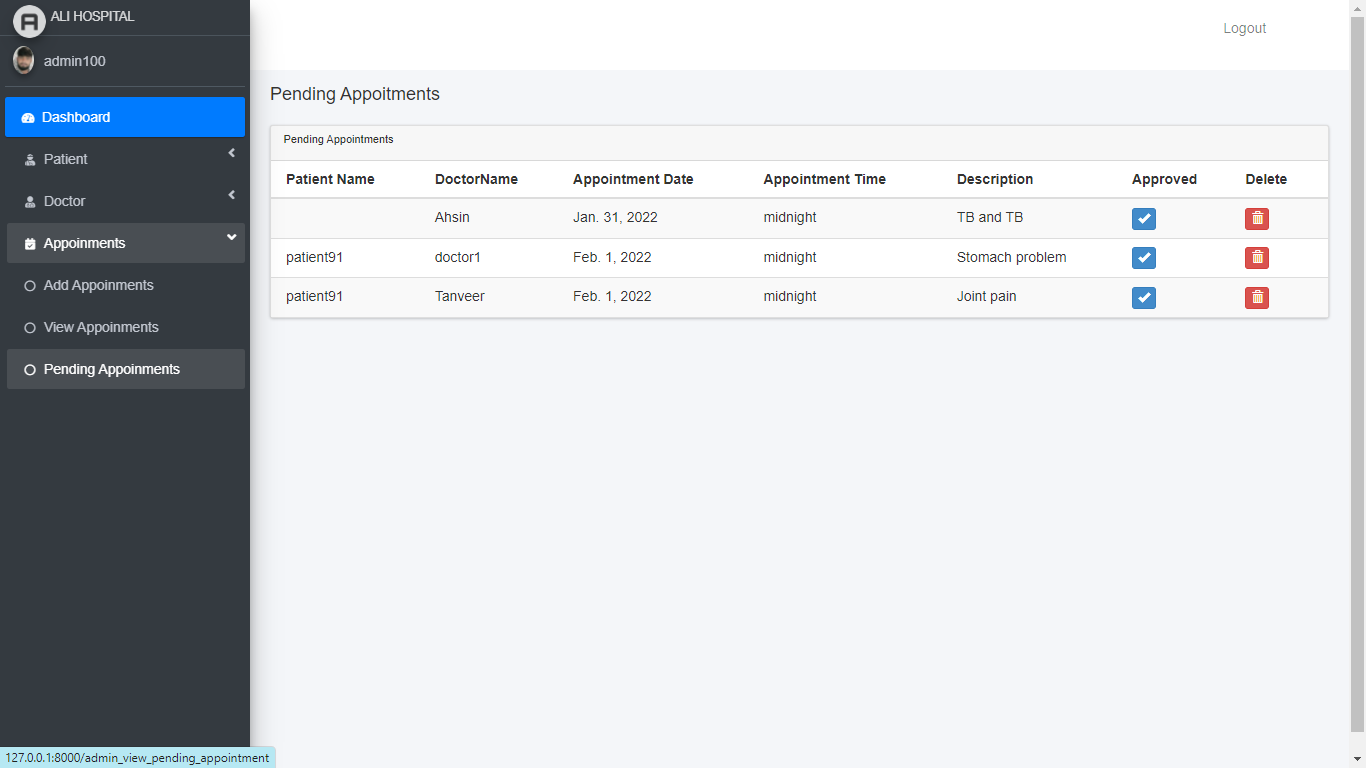 ALI HOSPITAL
admin100
Dashboard
Patient
Doctor
Appoinments
Add Appoinments
View Appoinments
Pending Appoinments
Logout
Pending Appoitments
Pending Appointments
Patient Name DoctorName Appointment Date Appointment Time Description Approved Delete
Ahsin Jan. 31, 2022 midnight TB and TB
patient91 doctor1 Feb. 1, 2022 midnight Stomach problem
patient91 Tanveer Feb. 1, 2022 midnight Joint pain
127.0.0.1:8000/admin_view_pending_appointment